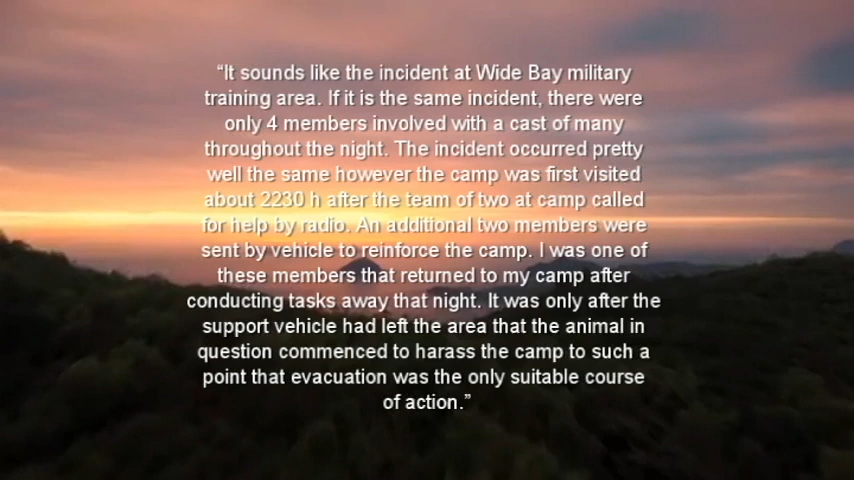 “It sounds like the incident at Wide Bay military
training area. If it is the same incident, there were
only 4 members involved with a cast of many
throughout the night. The incident occurred pretty
well the same however the camp was first visited
about 2230 h after the team of two at camp called
for help by radio. An additional two members were
sent by vehicle to reinforce the camp. I was one of
these members that returned to my camp after
conducting tasks away that night. It was only after the
support vehicle had left the area that the animal in
question commenced to harass the camp to such a
point that evacuation was the only suitable course
of action.”